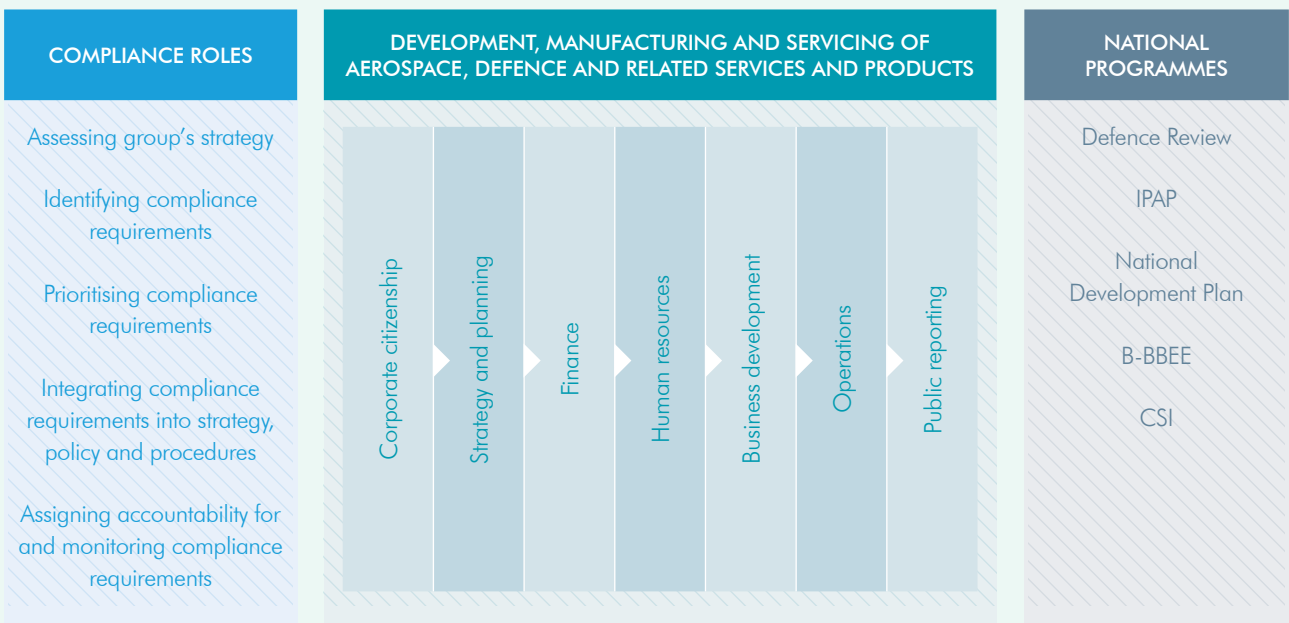 COMPLIANCE ROLES
Assessing group's strategy
Identifying compliance
requirements
Prioritising compliance
requirements
Integrating compliance
requirements into strategy,
policy and procedures
Assigning accountability for
and monitoring compliance
requirements
DEVELOPMENT, MANUFACTURING AND SERVICING OF
AEROSPACE, DEFENCE AND RELATED SERVICES AND PRODUCTS
Corporate citizenship
Strategy and planning
Finance
Human resources
Business development
Operations
Public reporting
NATIONAL
PROGRAMMES
Defence Review
IPAP
National
Development Plan
B-BBEE
CSI